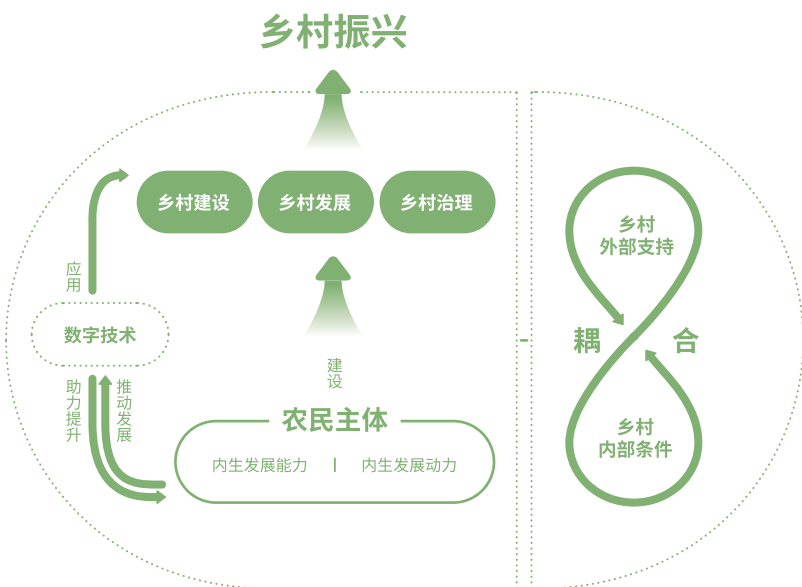 乡村振兴
乡村建设
乡村发展
乡村治理
应用
数字技术
助力提升
推动发展
建设
农民主体
内生发展能力
内生发展动力
乡村
外部支持
耦
合
乡村
内部条件